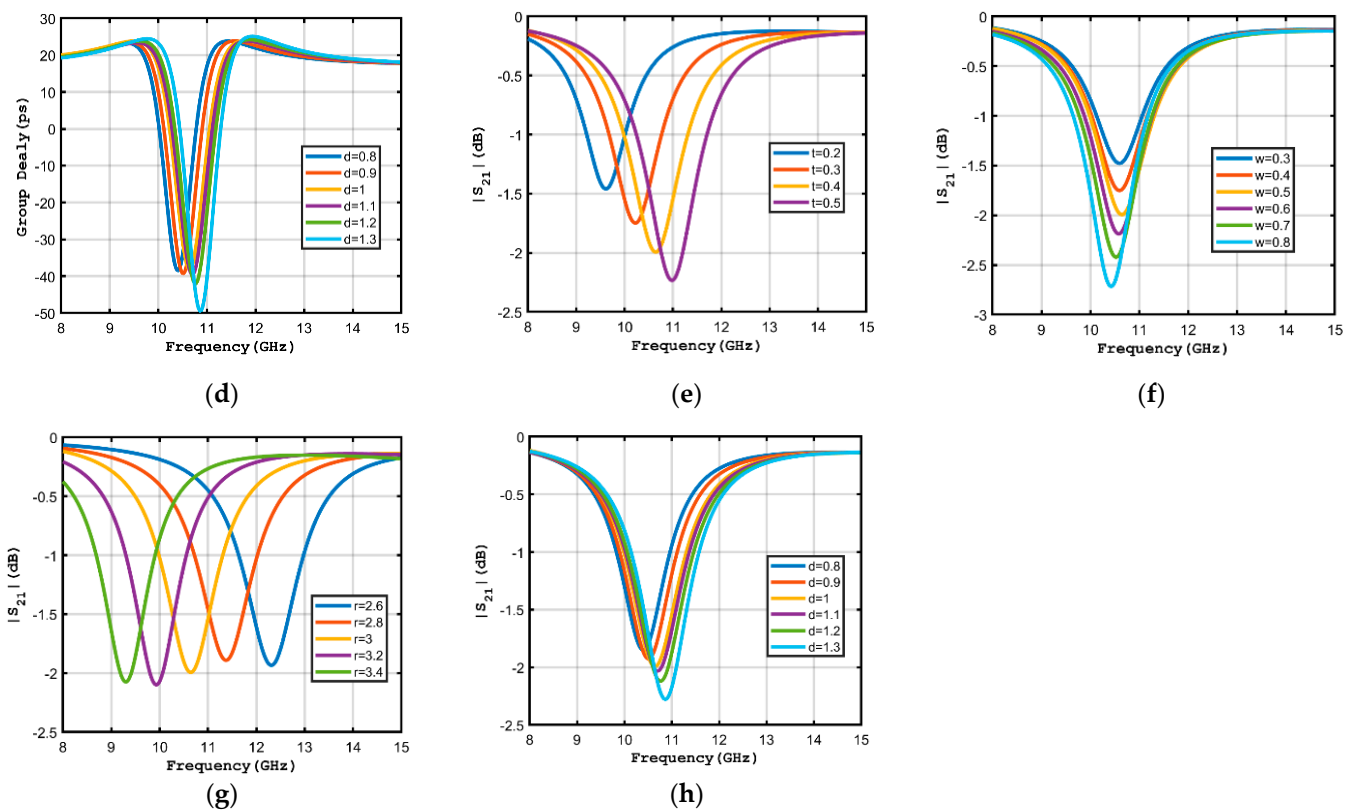 30
20
10
0
-10
-20
-30
-40
-50
Group Dealy(ps)
d=0.8
d=0.9
d=1
d=1.1
d=1.2
d=1.3
8 9 10 11 12 13 14 15
Frequency(GHz)
(d)
0
-0.5
-1
-1.5
-2
-2.5
|S21|(dB)
t=0.2
t=0.3
t=0.4
t=0.5
8 9 10 11 12 13 14 15
Frequency(GHz)
(e)
0
-0.5
-1
-1.5
-2
-2.5
-3
|S21|(dB)
w=0.3
w=0.4
w=0.5
w=0.6
w=0.7
w=0.8
8 9 10 11 12 13 14 15
Frequency(GHz)
(f)
0
-0.5
-1
-1.5
-2
-2.5
|S21|(dB)
r=2.6
r=2.8
r=3
r=3.2
r=3.4
8 9 10 11 12 13 14 15
Frequency(GHz)
(g)
0
-0.5
-1
-1.5
-2
-2.5
|S21|(dB)
d=0.8
d=0.9
d=1
d=1.1
d=1.2
d=1.3
8 9 10 11 12 13 14 15
Frequency(GHz)
(h)